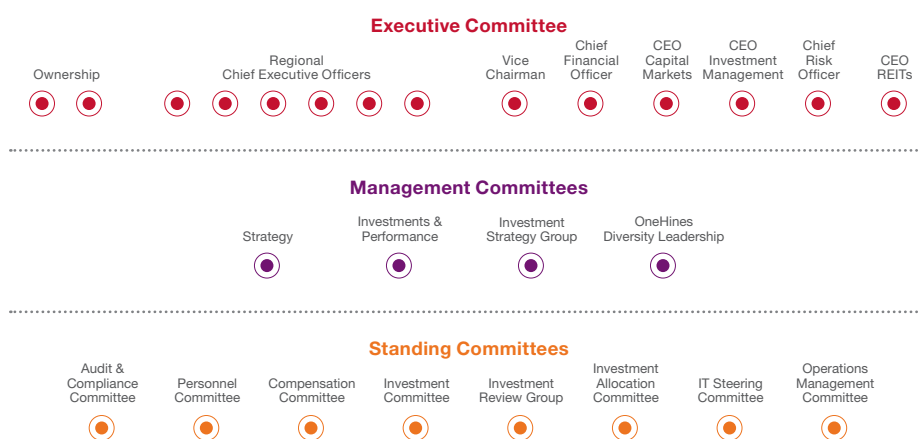 Executive Committee
Ownership
Regional
Chief Executive Officers
Vice
Chairman
Chief
Financial
Officer
CEO
Capital
Markets
CEO
Investment
Management
Chief
Risk
Officer
CEO
REITs
Management Committees
Strategy
Investments &
Performance
Investment
Strategy Group
OneHines
Diversity Leadership
Standing Committees
Audit &
Compliance
Committee
Personnel
Committee
Compensation
Committee
Investment
Committee
Investment
Review Group
Investment
Allocation
Committee
IT Steering
Committee
Operations
Management
Committee